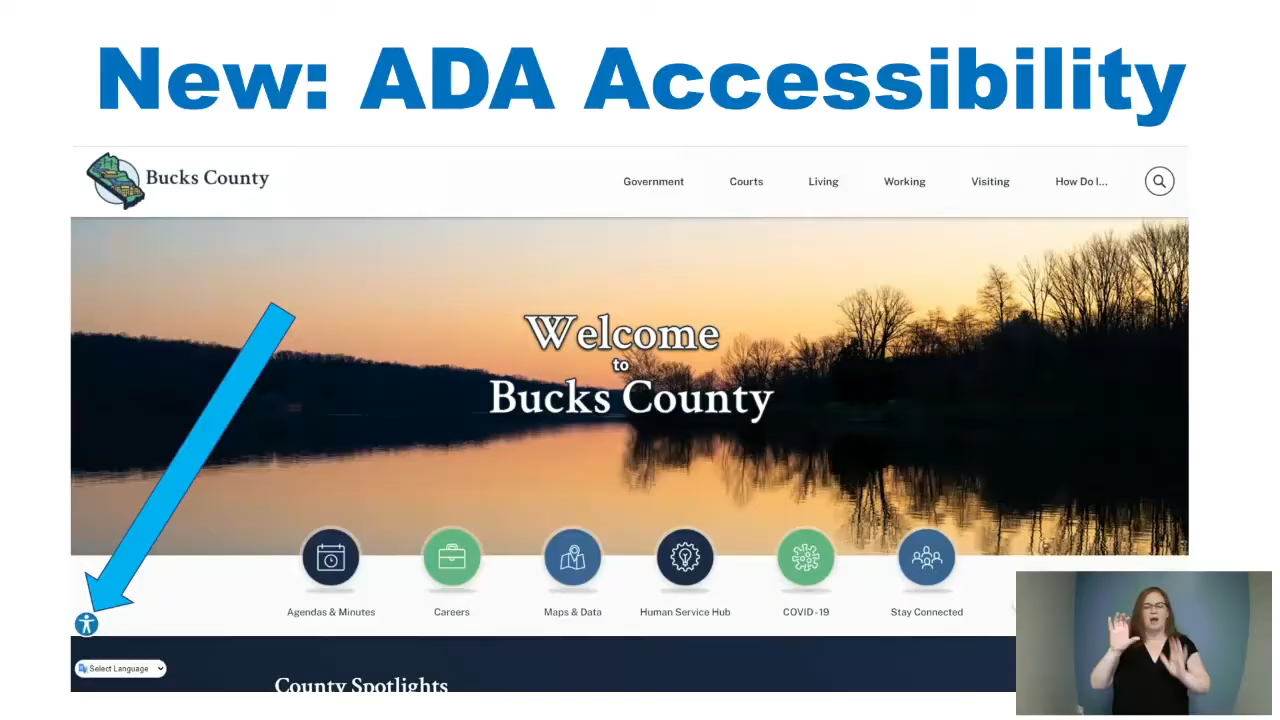 New: ADA Accessibility
Bucks County
Government Courts Living Working Visiting How Do I...
Welcome
to
Bucks County
Agendas & Minutes Careers Maps & Data Human Service Hub COVID-19 Stay Connected
Select Language
County Spotlights